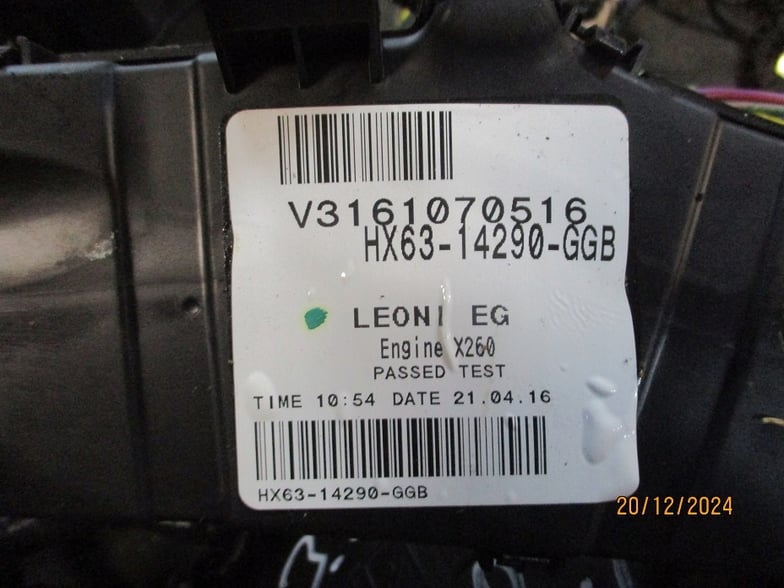 V3161070516
HX63-14290-GGB
LEONI EG
Engine X260
PASSED TEST
TIME 10:54 DATE 21.04.16
HX63-14290-GGB
20/12/2024